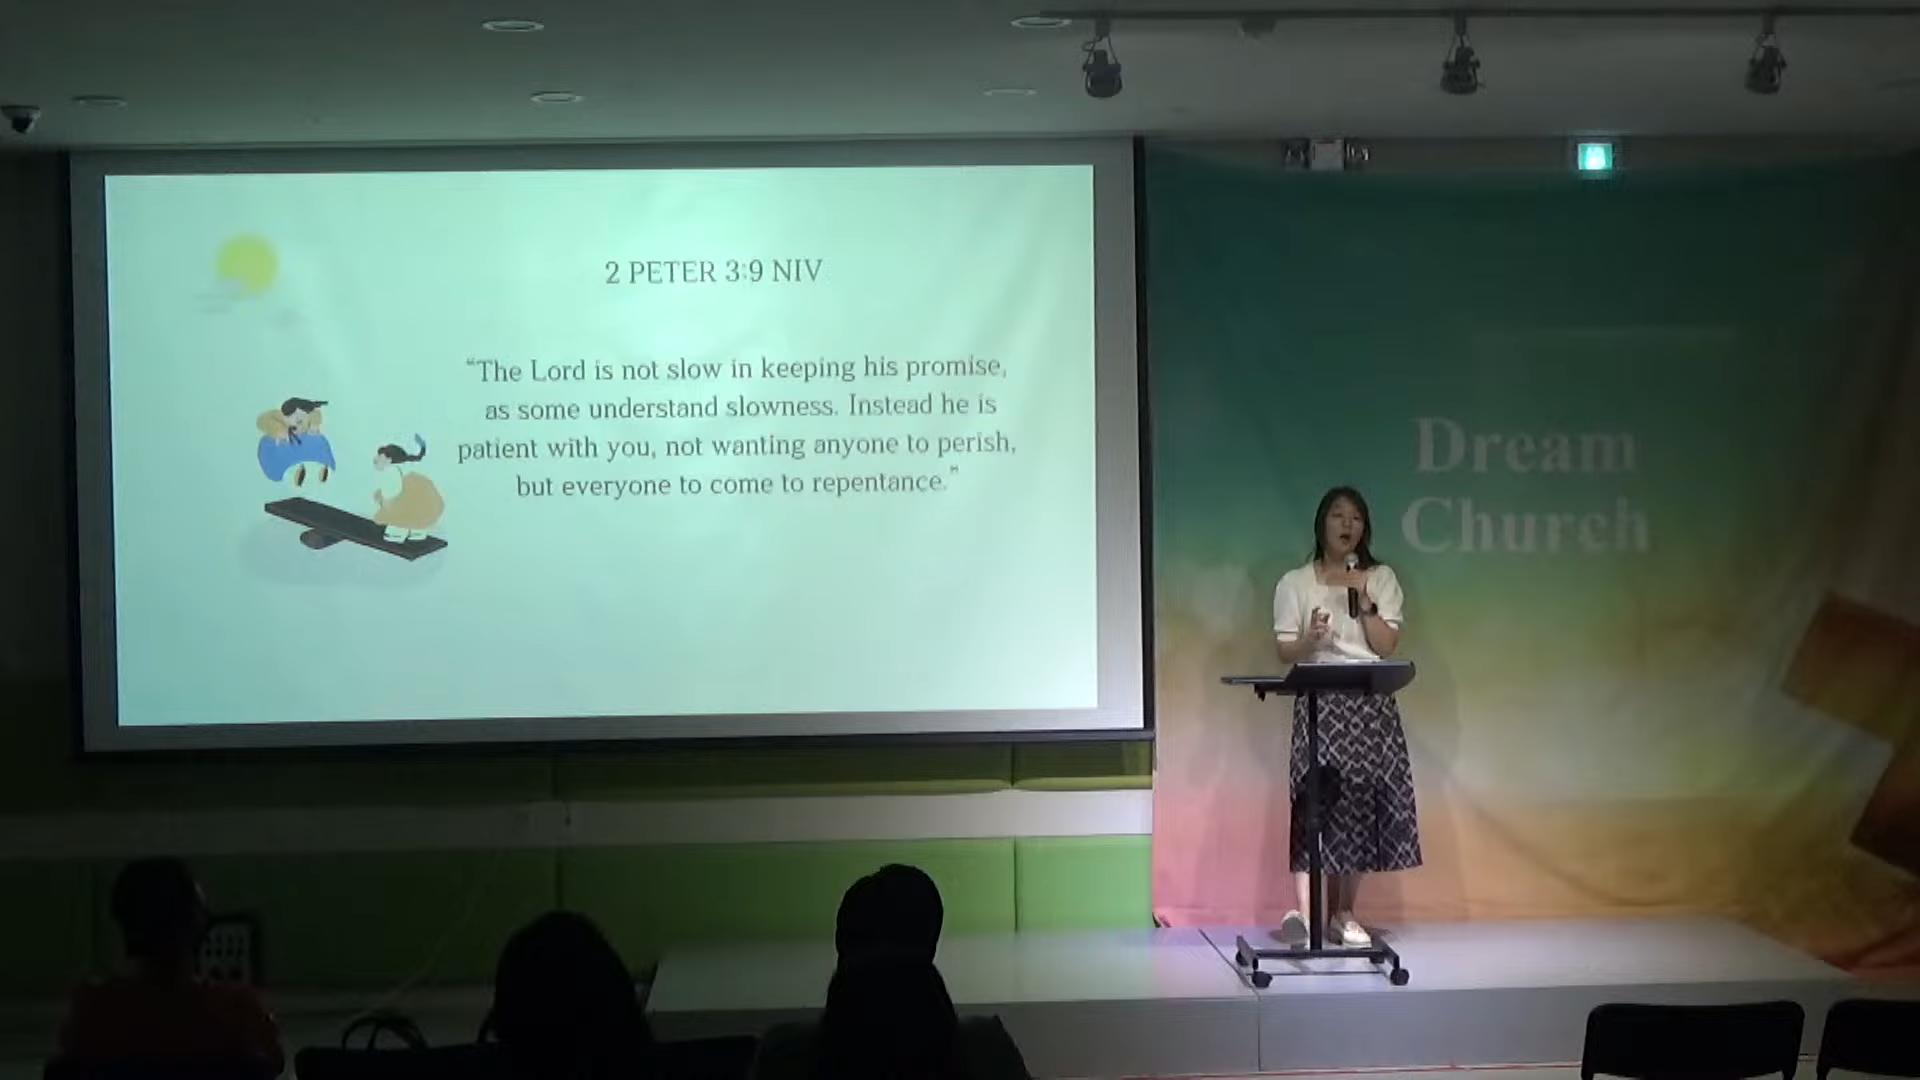 2 PETER 3:9 NIV
“The Lord is not slow in keeping his promise,
as some understand slowness. Instead he is
patient with you, not wanting anyone to perish,
but everyone to come to repentance.”
Dream
Church